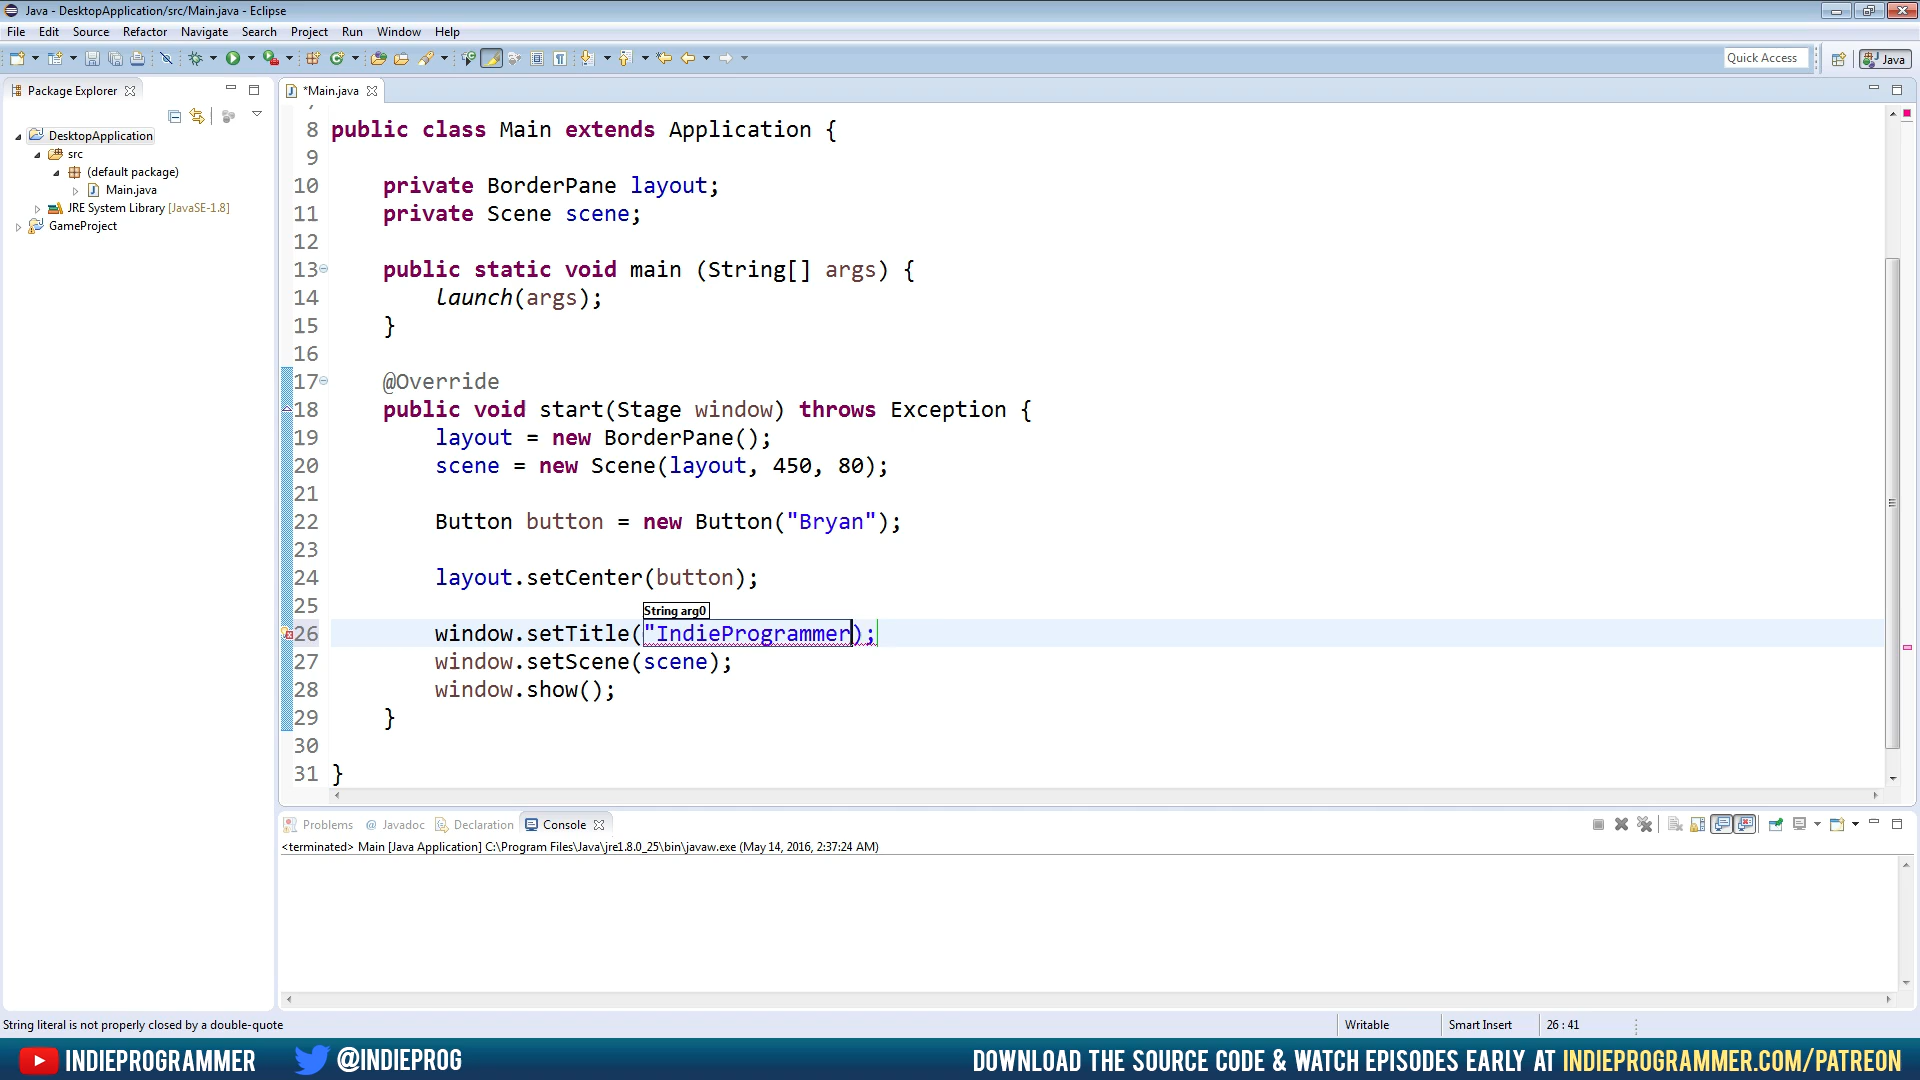 Java - DesktopApplication/src/Main.java - Eclipse
File Edit Source Refactor Navigate Search Project Run Window Help
Quick Access
Java
Package Explorer
*Main.java
DesktopApplication
src
(default package)
Main.java
JRE System Library [JavaSE-1.8]
GameProject
8 public class Main extends Application {
9
10 private BorderPane layout;
11 private Scene scene;
12
13 public static void main (String[] args) {
14 launch(args);
15 }
16
17 @Override
18 public void start(Stage window) throws Exception {
19 layout = new BorderPane();
20 scene = new Scene(layout, 450, 80);
21
22 Button button = new Button("Bryan");
23
24 layout.setCenter(button);
25
String arg0
26 window.setTitle("IndieProgrammer);
27 window.setScene(scene);
28 window.show();
29 }
30
31 }
Problems @ Javadoc Declaration Console
<terminated> Main [Java Application] C:\Program Files\Java\jre1.8.0_25\bin\javaw.exe (May 14, 2016, 2:37:24 AM)
String literal is not properly closed by a double-quote
Writable
Smart Insert
26 : 41
INDIEPROGRAMMER
@INDIEPROG
DOWNLOAD THE SOURCE CODE & WATCH EPISODES EARLY AT INDIEPROGRAMMER.COM/PATREON